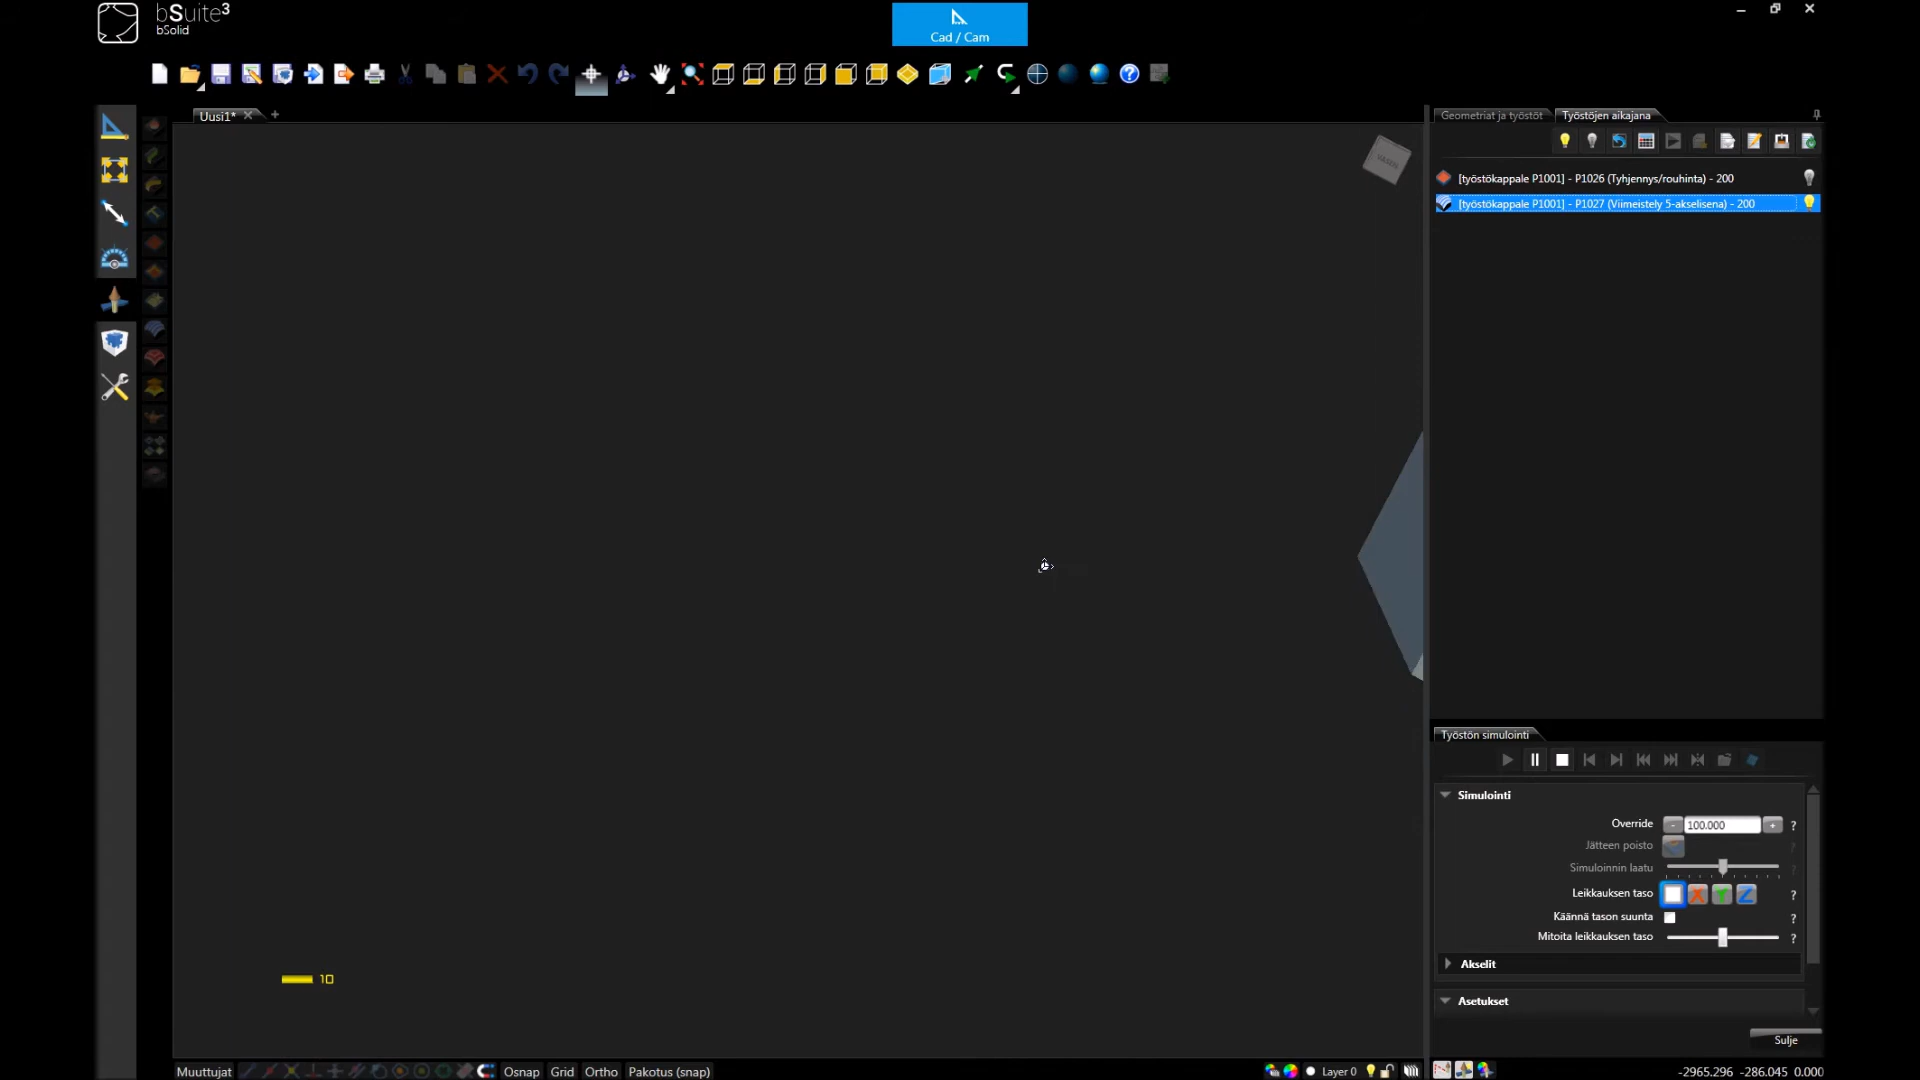 bSuite³
bSolid
Cad / Cam
Uusi1*
Geometriat ja työstöt
Työstöjen aikajana
[työstökappale P1001] - P1026 (Tyhjennys/rouhinta) - 200
[työstökappale P1001] - P1027 (Viimeistely 5-akselisena) - 200
VASEN
Työstön simulointi
Simulointi
Override
- 100.000 + ?
Jätteen poisto
Simuloinnin laatu
Leikkauksen taso
X Y Z ?
Käännä tason suunta ?
Mitoita leikkauksen taso ?
Akselit
Asetukset
Sulje
10
Muuttujat
Osnap
Grid
Ortho
Pakotus (snap)
Layer 0
-2965.296 -286.045 0.000